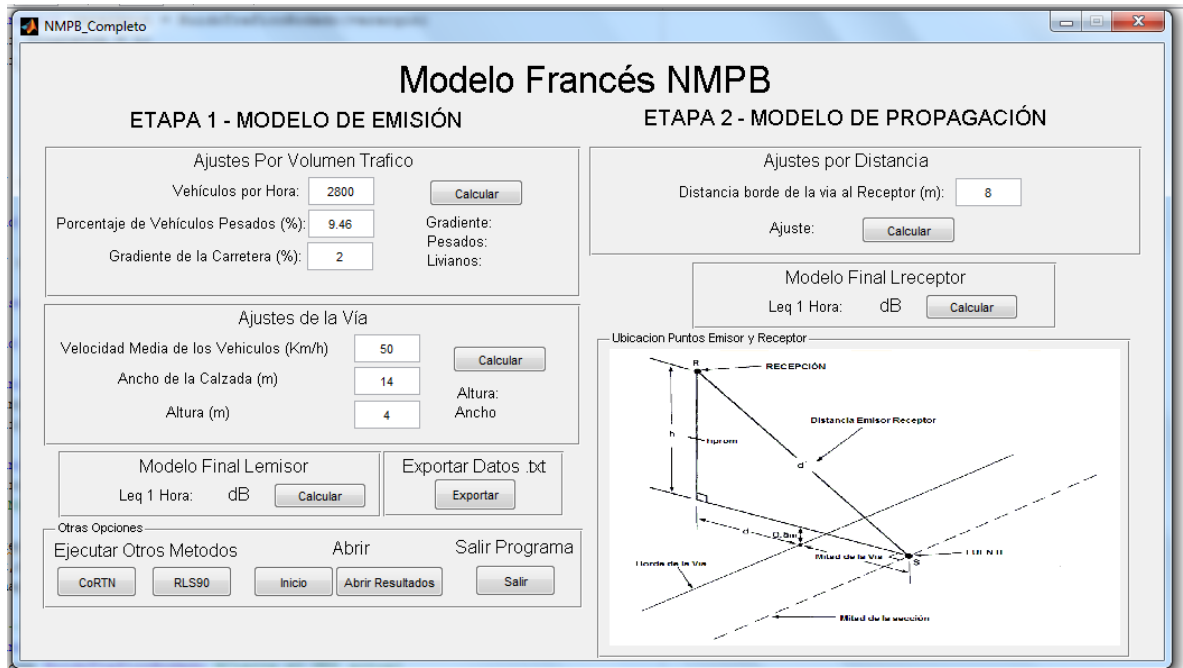 NMPB_Completo
Modelo Francés NMPB
ETAPA 1 - MODELO DE EMISIÓN
Ajustes Por Volumen Trafico
Vehículos por Hora: 2800 Calcular
Porcentaje de Vehículos Pesados (%): 9.46 Gradiente:
Pesados:
Gradiente de la Carretera (%): 2 Livianos:
Ajustes de la Vía
Velocidad Media de los Vehiculos (Km/h) 50 Calcular
Ancho de la Calzada (m) 14 Altura:
Altura (m) 4 Ancho
Modelo Final Lemisor
Leq 1 Hora: dB Calcular
Exportar Datos .txt
Exportar
Otras Opciones
Ejecutar Otros Metodos Abrir Salir Programa
CoRTN RLS90 Inicio Abrir Resultados Salir
ETAPA 2 - MODELO DE PROPAGACIÓN
Ajustes por Distancia
Distancia borde de la via al Receptor (m): 8
Ajuste: Calcular
Modelo Final Lreceptor
Leq 1 Hora: dB Calcular
Ubicacion Puntos Emisor y Receptor
R RECEPCIÓN
Distancia Emisor Receptor
h hprom
d'
d 0.5m
Mitad de la Via
S
Borde de la Via
Mitad de la sección